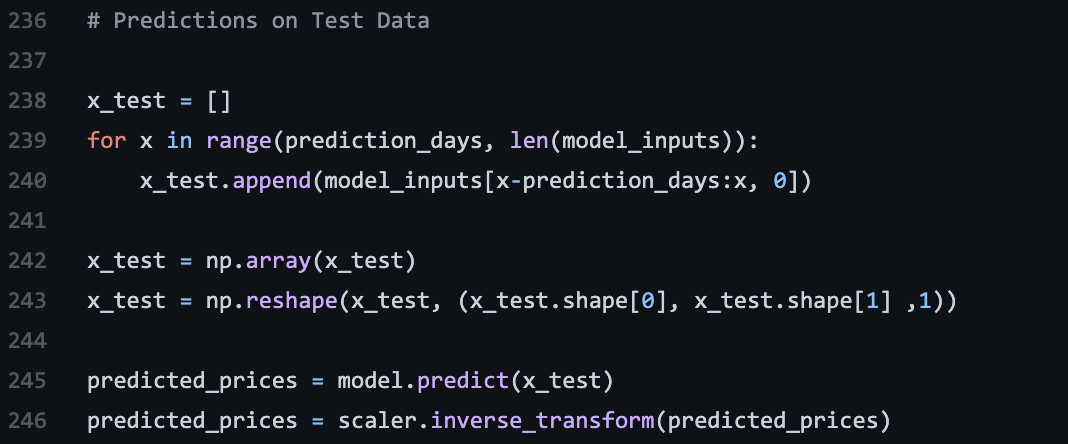 236 # Predictions on Test Data
237
238 x_test = []
239 for x in range(prediction_days, len(model_inputs)):
240     x_test.append(model_inputs[x-prediction_days:x, 0])
241
242 x_test = np.array(x_test)
243 x_test = np.reshape(x_test, (x_test.shape[0], x_test.shape[1] ,1))
244
245 predicted_prices = model.predict(x_test)
246 predicted_prices = scaler.inverse_transform(predicted_prices)